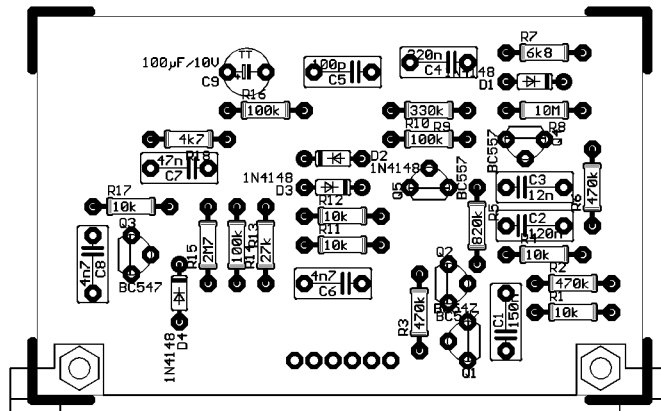 R7
6k8
TT
100µF/10V
C9
100p
C5
220n
C4
1N4148
D1
R16
100k
330k
R10
R9
100k
10M
R8
4k7
R18
47n
C7
D2
1N4148
1N4148
D3
Q5
BC557
BC557
Q4
C3
12n
R6
470k
R5
820k
C2
120n
R4
10k
R17
10k
R12
10k
R11
10k
Q3
BC547
4n7
C8
R15
2M7
R14
100k
R13
27k
4n7
C6
1N4148
D4
Q2
BC547
BC547
Q1
R3
470k
C1
150n
R2
470k
R1
10k